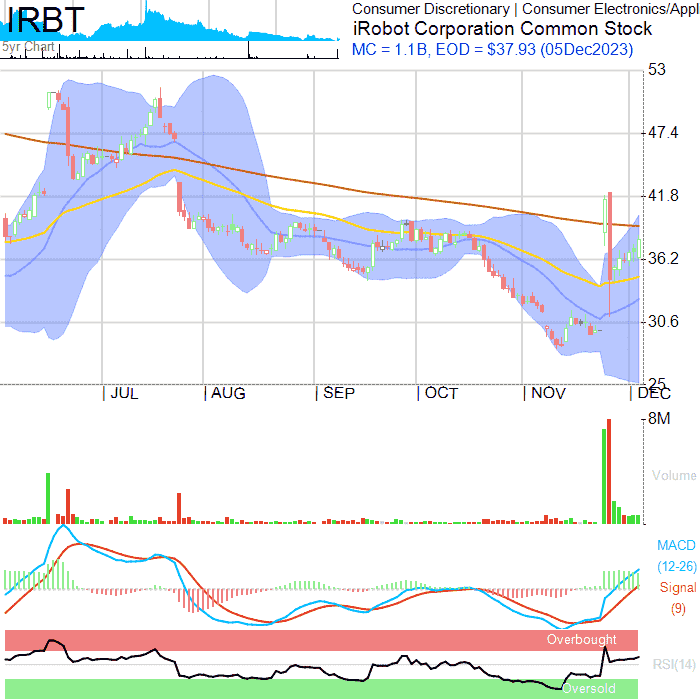 IRBT
Consumer Discretionary | Consumer Electronics/Appl
iRobot Corporation Common Stock
5yr Chart
MC = 1.1B, EOD = $37.93 (05Dec2023)
53
47.4
41.8
36.2
30.6
25
JUL
AUG
SEP
OCT
NOV
DEC
8M
Volume
MACD
(12-26)
Signal
(9)
Overbought
RSI(14)
Oversold